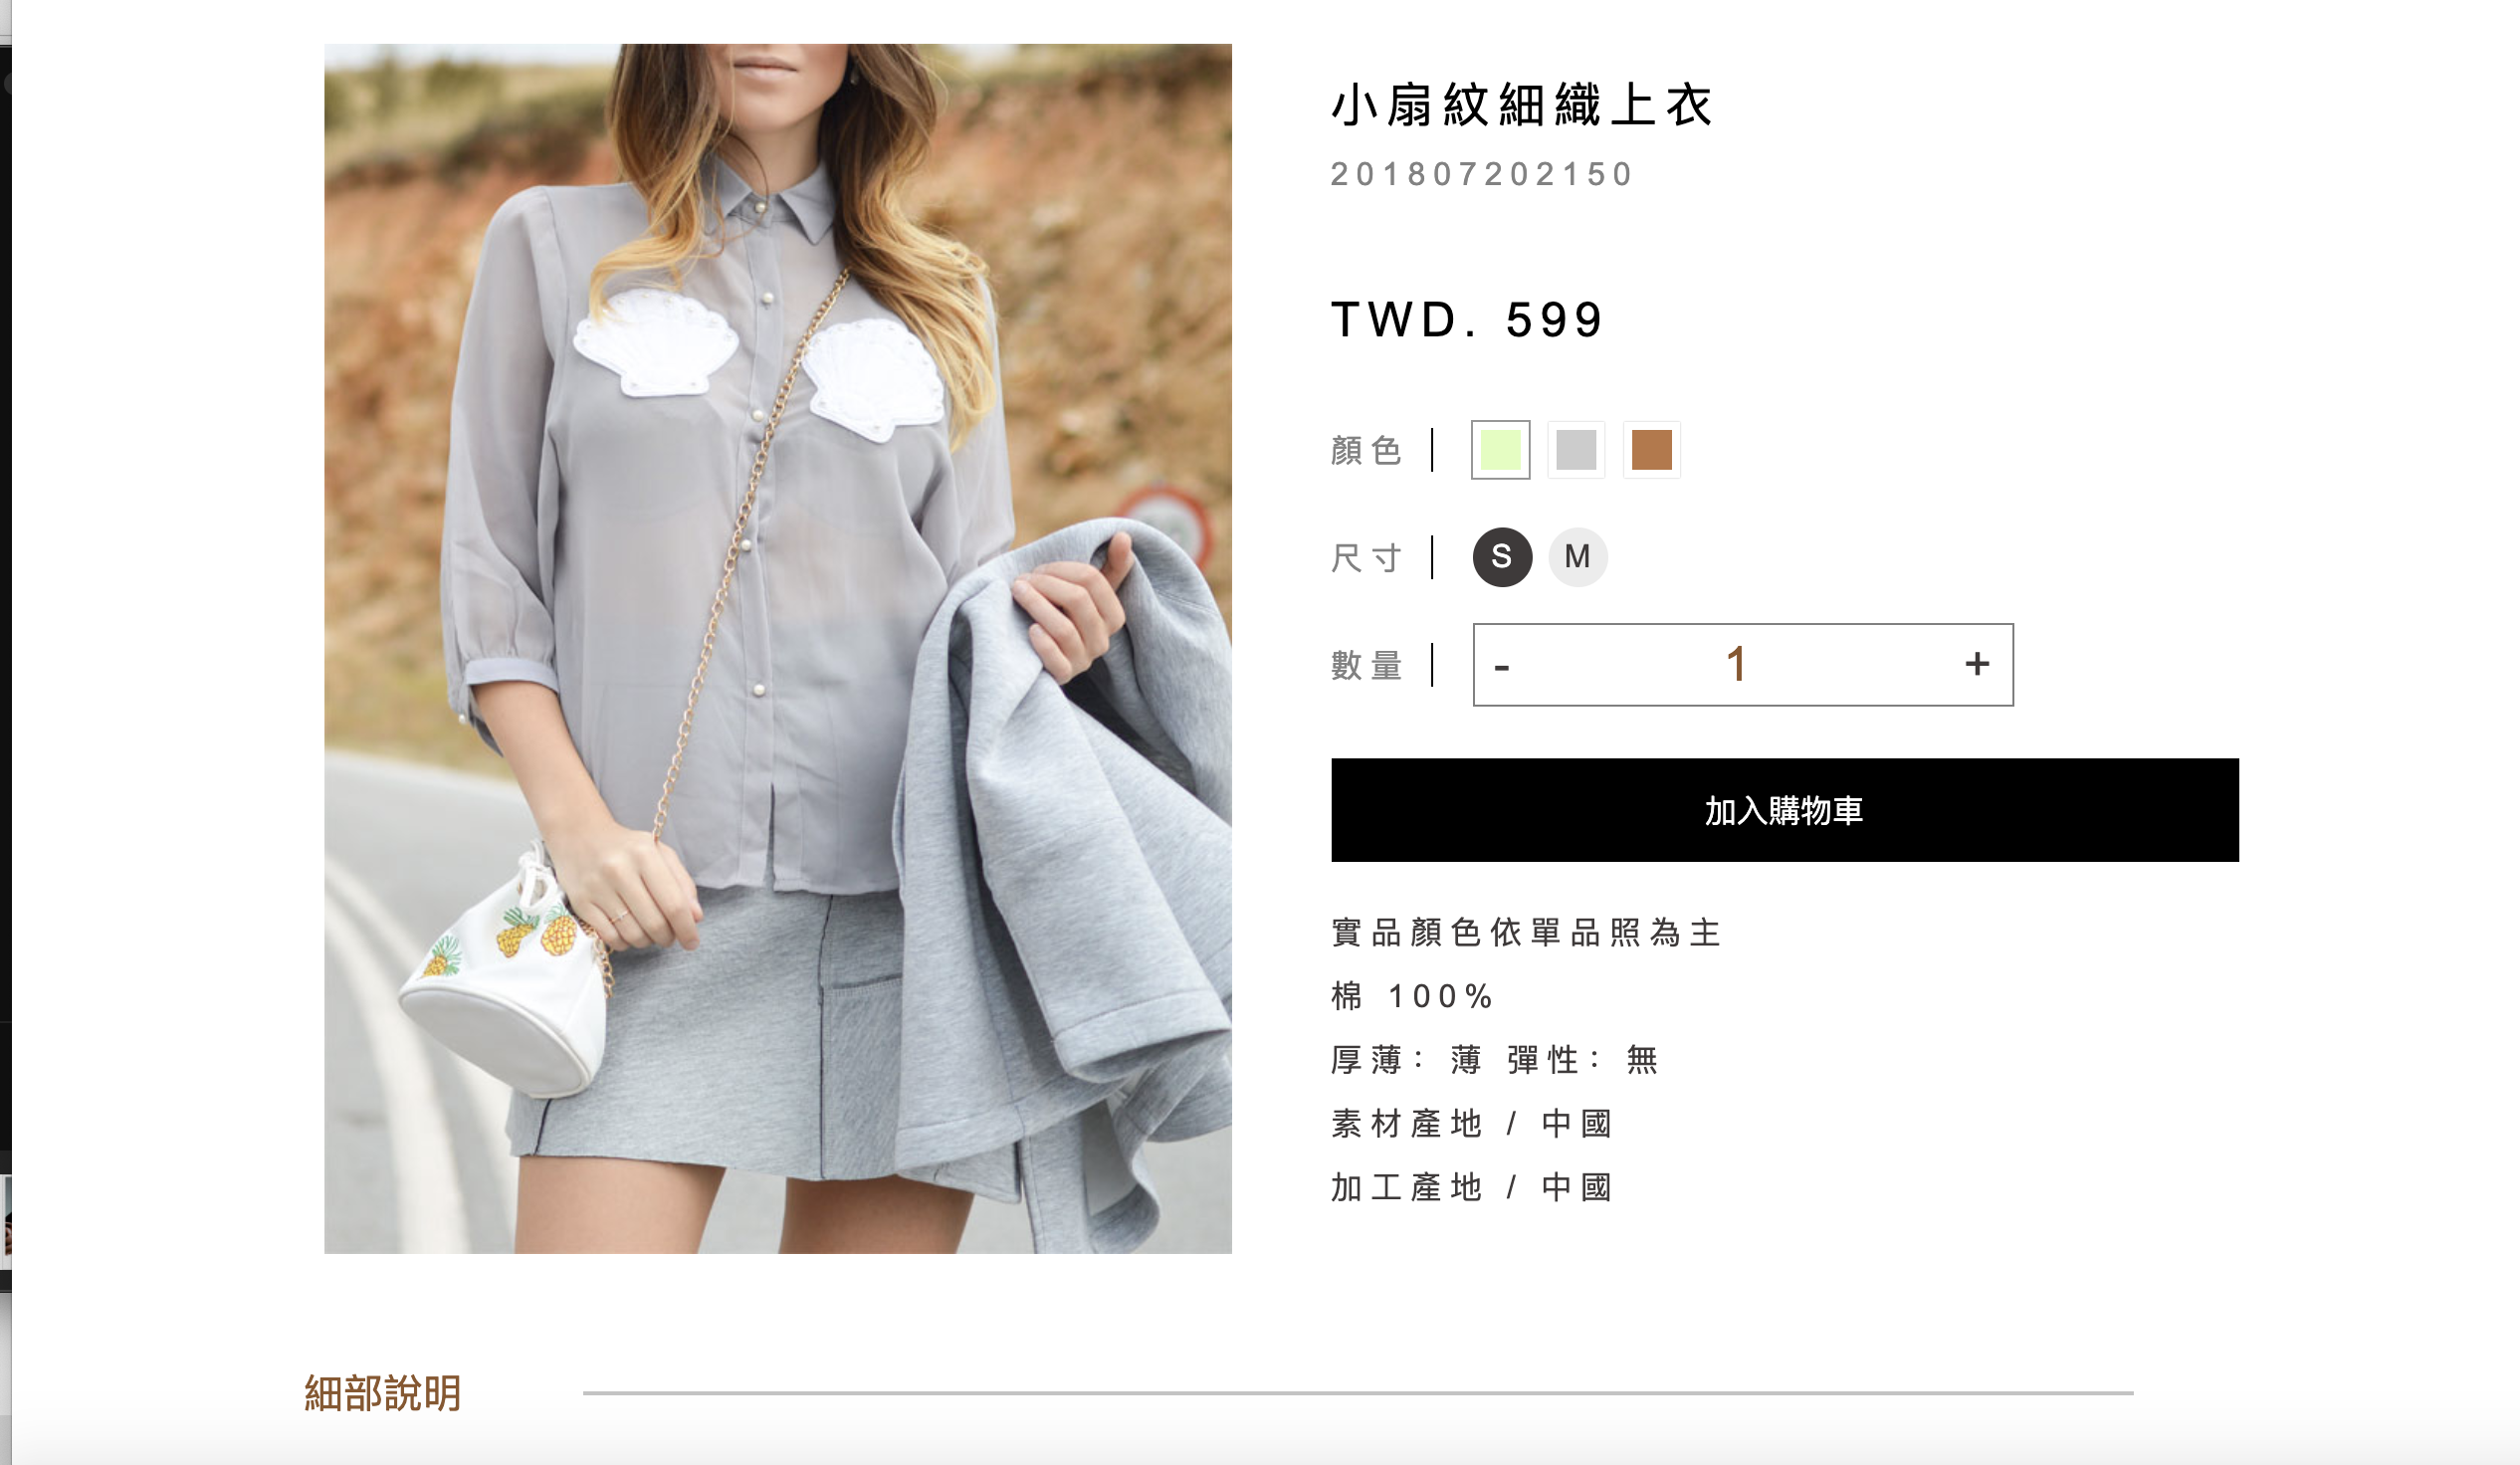 小扇紋細織上衣
201807202150
TWD. 599
顏色
尺寸 S M
數量 - 1 +
加入購物車
實品顏色依單品照為主
棉 100%
厚薄：薄 彈性：無
素材產地 / 中國
加工產地 / 中國
細部說明